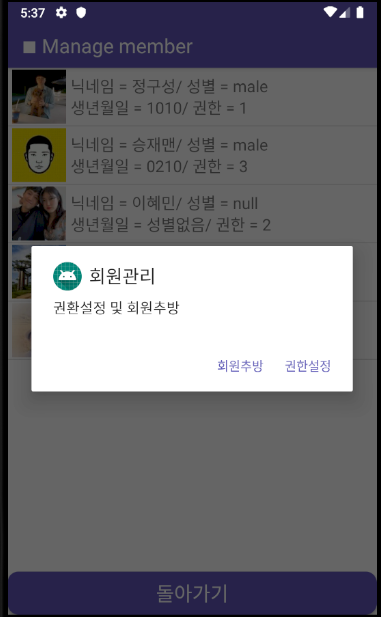 5:37
■ Manage member
닉네임 = 정구성/ 성별 = male
생년월일 = 1010/ 권한 = 1
닉네임 = 승재맨/ 성별 = male
생년월일 = 0210/ 권한 = 3
닉네임 = 이혜민/ 성별 = null
생년월일 = 성별없음/ 권한 = 2
회원관리
권환설정 및 회원추방
회원추방 권한설정
돌아가기